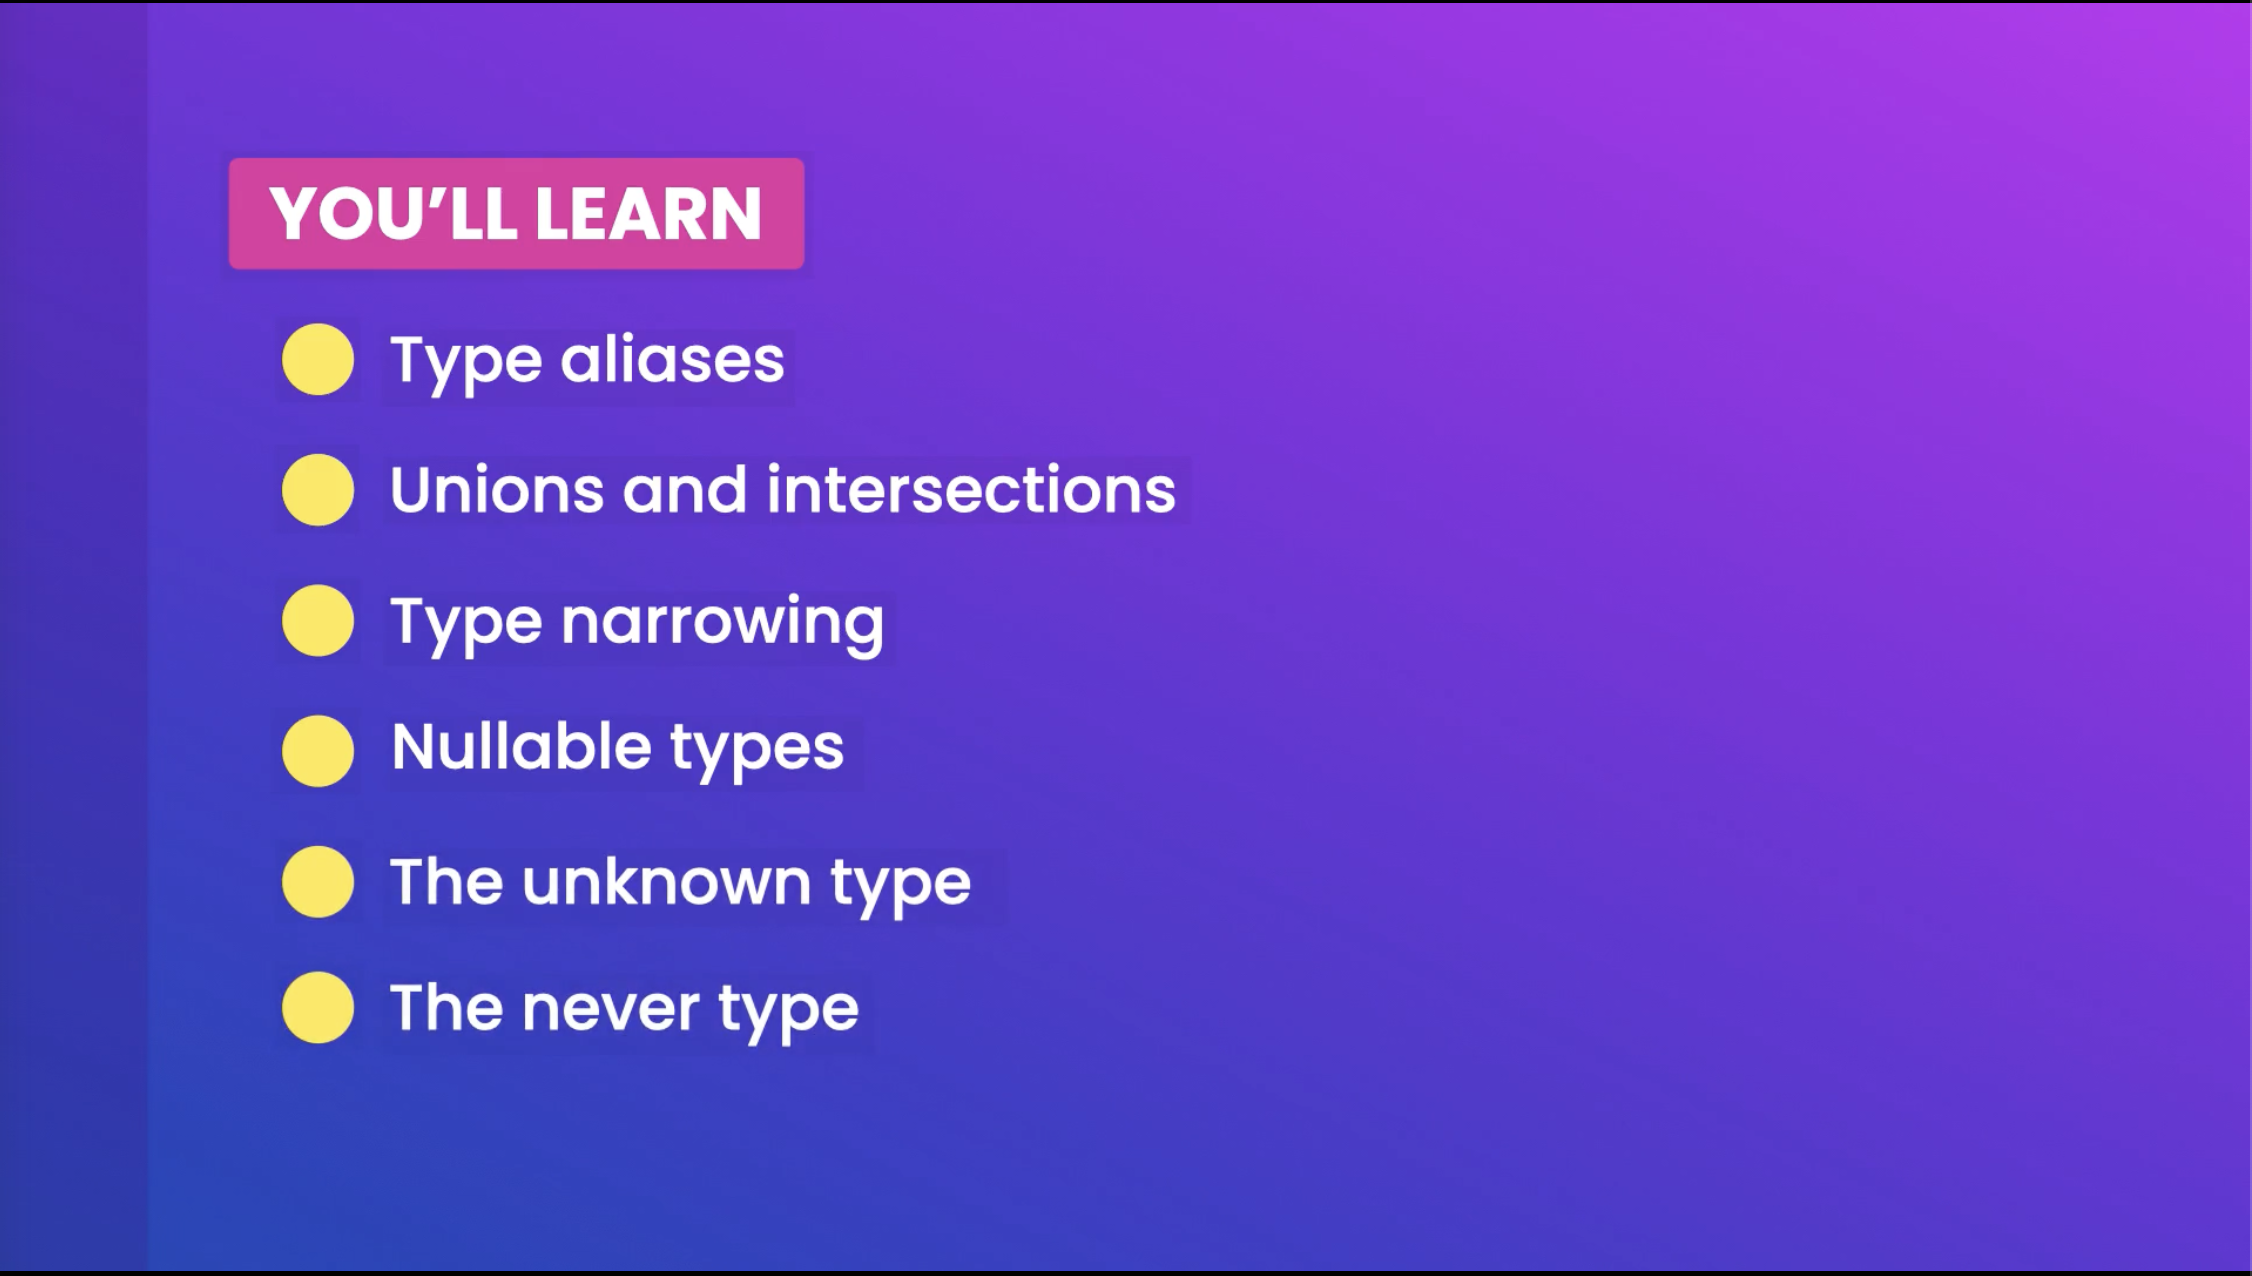 YOU’LL LEARN
Type aliases
Unions and intersections
Type narrowing
Nullable types
The unknown type
The never type